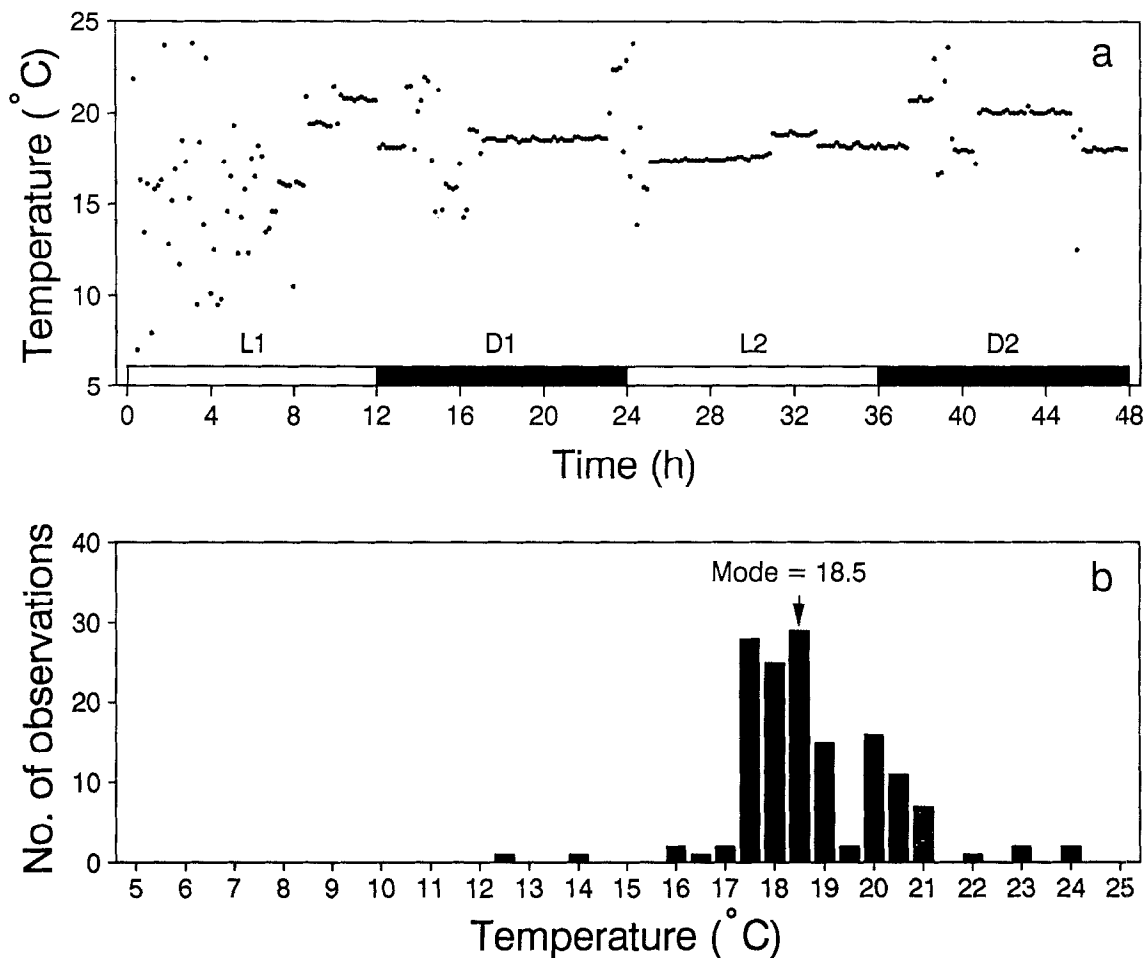 a
Temperature (°C)
25
20
15
10
5
L1 D1 L2 D2
0 4 8 12 16 20 24 28 32 36 40 44 48
Time (h)
b
No. of observations
40
30
20
10
0
Mode = 18.5
5 6 7 8 9 10 11 12 13 14 15 16 17 18 19 20 21 22 23 24 25
Temperature (°C)